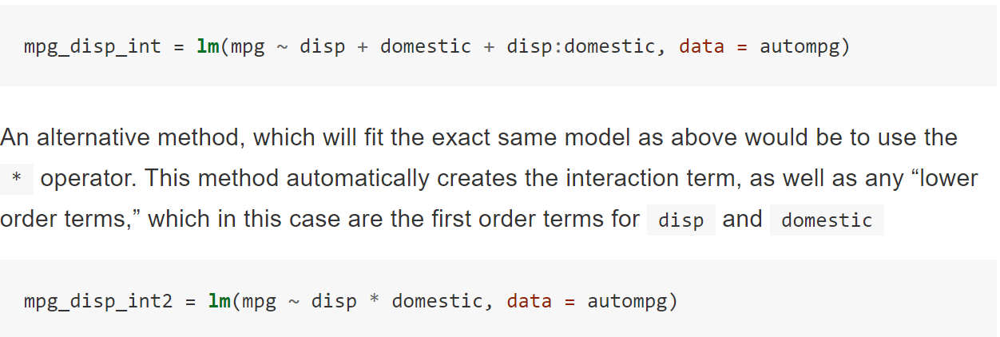 mpg_disp_int = lm(mpg ~ disp + domestic + disp:domestic, data = autompg)
An alternative method, which will fit the exact same model as above would be to use the
* operator. This method automatically creates the interaction term, as well as any “lower
order terms,” which in this case are the first order terms for disp and domestic
mpg_disp_int2 = lm(mpg ~ disp * domestic, data = autompg)